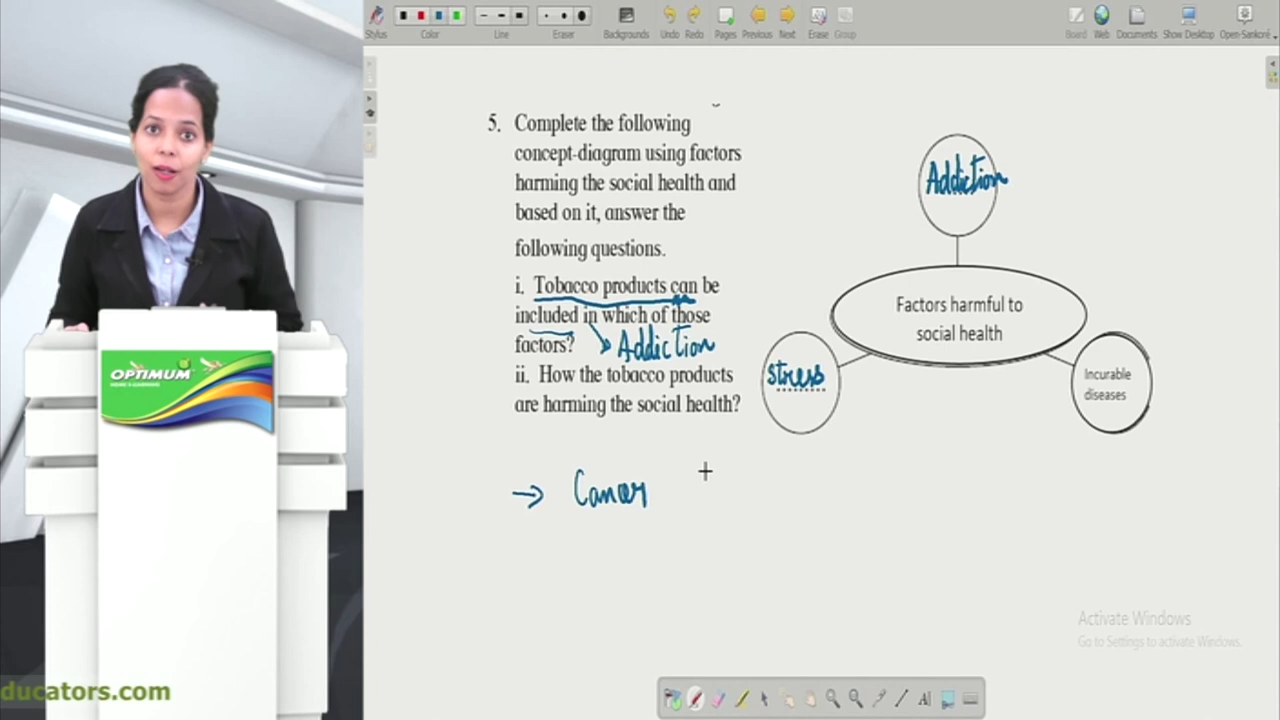 Stylus
Color
Line
Eraser
Backgrounds
Undo
Redo
Pages
Previous
Next
Erase
Group
Board
Web
Documents
Show Desktop
Open-Sankoré
5. Complete the following
concept-diagram using factors
harming the social health and
based on it, answer the
following questions.
i. Tobacco products can be
included in which of those
factors?
Addiction
ii. How the tobacco products
are harming the social health?
→ Cancer
Addiction
Factors harmful to
social health
Stress
Incurable
diseases
OPTIMUM
ducators.com
Activate Windows
Go to Settings to activate Windows.